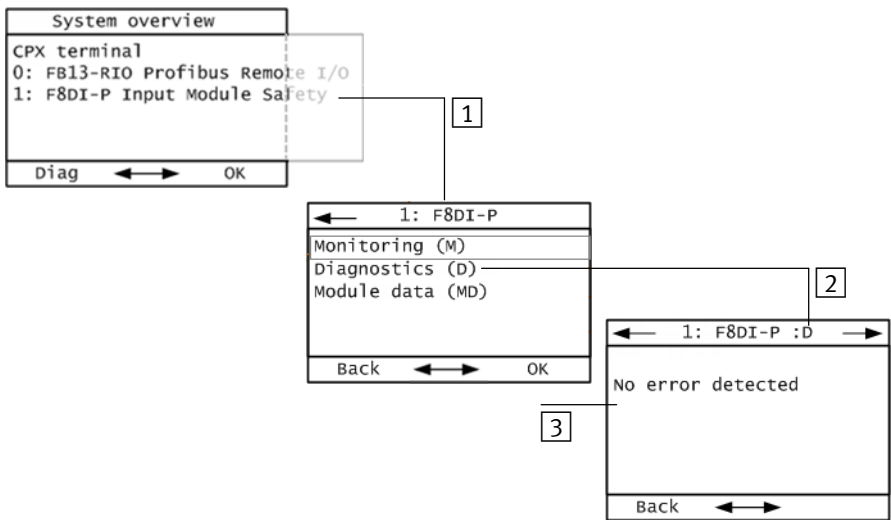 System overview
CPX terminal
0: FB13-RIO Profibus Remote I/O
1: F8DI-P Input Module Safety
Diag OK
1
1: F8DI-P
Monitoring (M)
Diagnostics (D)
Module data (MD)
Back OK
2
1: F8DI-P :D
No error detected
Back
3